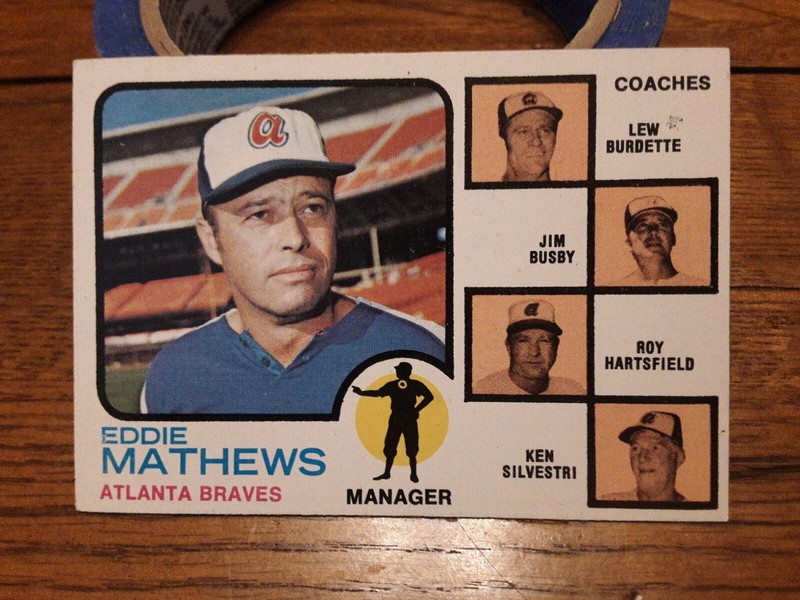 a
EDDIE
MATHEWS
ATLANTA BRAVES
MANAGER
COACHES
LEW
BURDETTE
JIM
BUSBY
ROY
HARTSFIELD
KEN
SILVESTRI